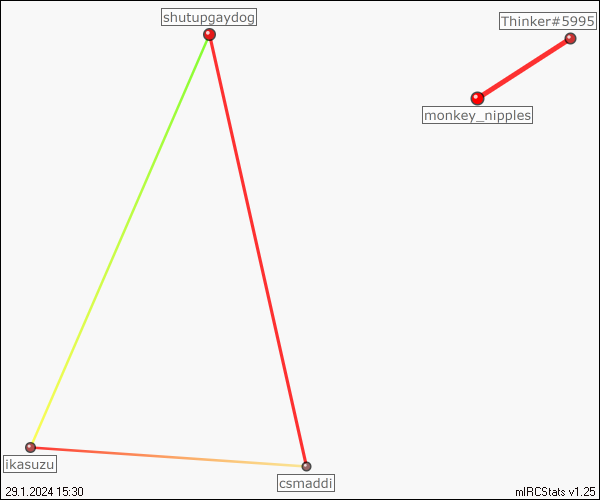 shutupgaydog
Thinker#5995
monkey_nipples
ikasuzu
csmaddi
29.1.2024 15:30
mIRCStats v1.25